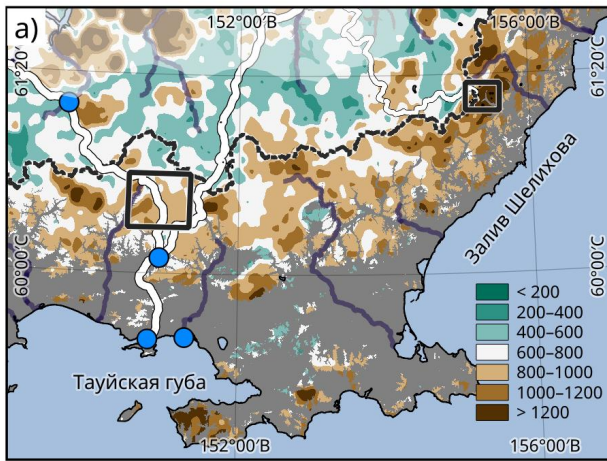 а)
152°00′В
156°00′В
61°20′С
61°20′С
Залив Шелихова
60°00′С
60°00′С
< 200
200–400
400–600
600–800
800–1000
1000–1200
> 1200
Тауйская губа
152°00′В
156°00′В